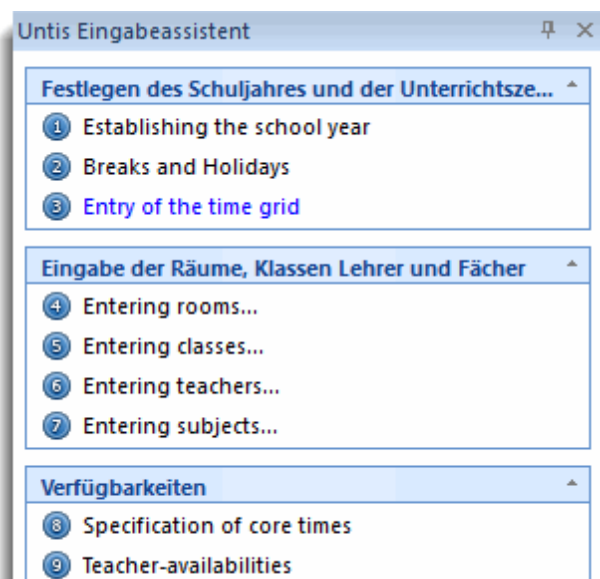 Untis Eingabeassistent
Festlegen des Schuljahres und der Unterrichtsze...
1 Establishing the school year
2 Breaks and Holidays
3 Entry of the time grid
Eingabe der Räume, Klassen Lehrer und Fächer
4 Entering rooms...
5 Entering classes...
6 Entering teachers...
7 Entering subjects...
Verfügbarkeiten
8 Specification of core times
9 Teacher-availabilities